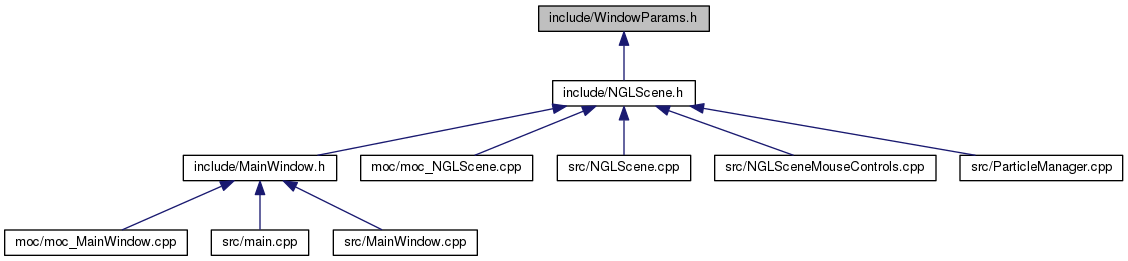 include/WindowParams.h
include/NGLScene.h
include/MainWindow.h
moc/moc_NGLScene.cpp
src/NGLScene.cpp
src/NGLSceneMouseControls.cpp
src/ParticleManager.cpp
moc/moc_MainWindow.cpp
src/main.cpp
src/MainWindow.cpp